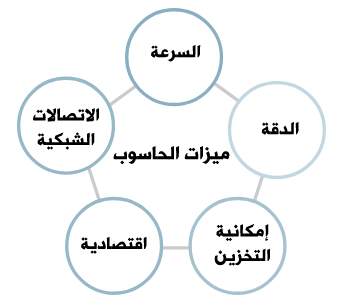 السرعة
الدقة
إمكانية
التخزين
اقتصادية
الاتصالات
الشبكية
ميزات الحاسوب